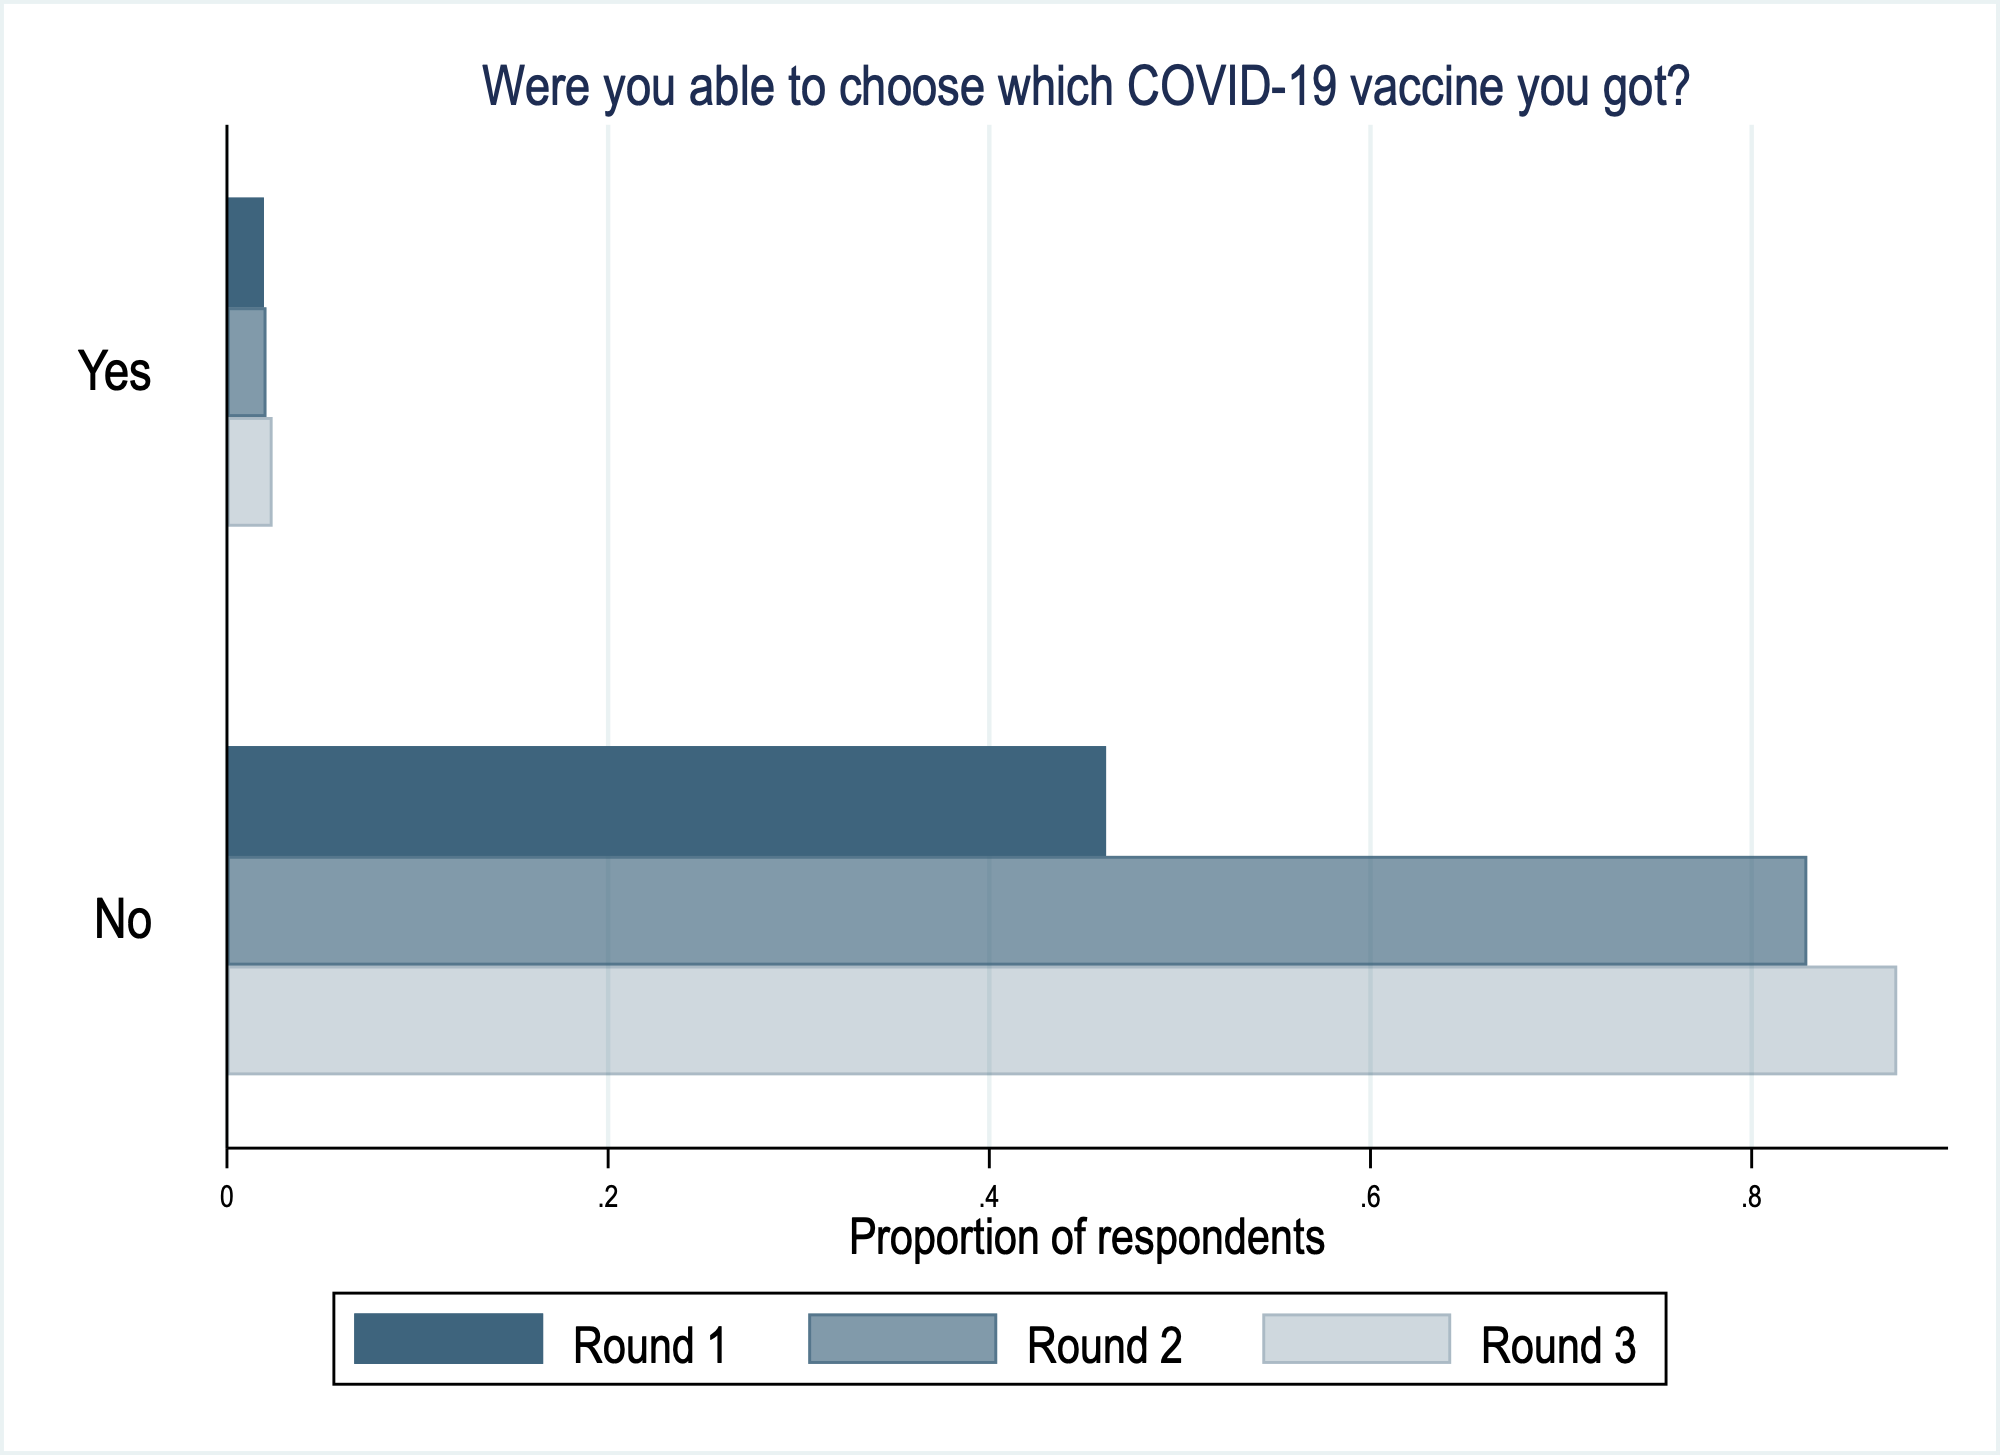 Were you able to choose which COVID-19 vaccine you got?
Yes
No
0 .2 .4 .6 .8
Proportion of respondents
Round 1 Round 2 Round 3